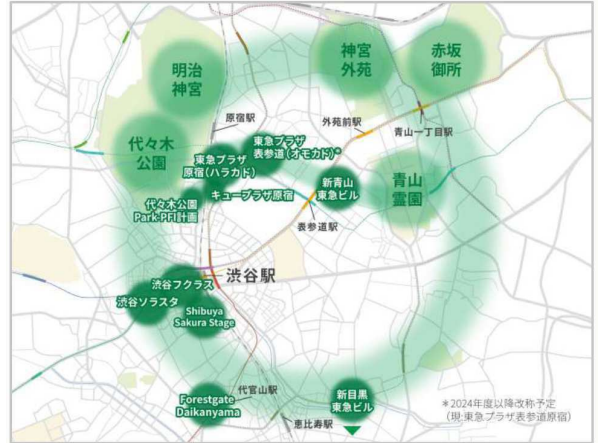 明治
神宮
神宮
外苑
赤坂
御所
原宿駅
外苑前駅
青山一丁目駅
代々木
公園
東急プラザ
表参道(オモカド)*
東急プラザ
原宿(ハラカド)
キュープラザ原宿
新青山
東急ビル
青山
霊園
代々木公園
Park-PFI計画
表参道駅
渋谷駅
渋谷フクラス
渋谷ソラスタ
Shibuya
Sakura Stage
代官山駅
Forestgate
Daikanyama
新目黒
東急ビル
恵比寿駅
*2024年度以降改称予定
(現:東急プラザ表参道原宿)